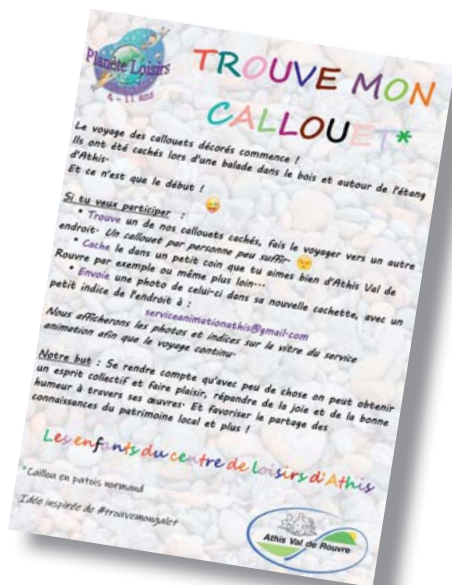 Planète Loisirs
4 - 11 ans
TROUVE MON
CALLOUET*
Le voyage des callouets décorés commence !
Ils ont été cachés lors d'une balade dans le bois et autour de l'étang
d'Athis.
Et ce n'est que le début !
Si tu veux participer :
* Trouve un de nos callouets cachés, fais le voyager vers un autre
endroit. Un callouet par personne peu suffir.
* Cache le dans un petit coin que tu aimes bien d'Athis Val de
Rouvre par exemple ou même plus loin...
* Envoie une photo de celui-ci dans sa nouvelle cachette, avec un
petit indice de l'endroit à :
serviceanimationathis@gmail.com
Nous afficherons les photos et indices sur la vitre du service
animation afin que le voyage continu.
Notre but : Se rendre compte qu'avec peu de chose on peut obtenir
un esprit collectif et faire plaisir, répandre de la joie et de la bonne
humeur à travers ses œuvres. Et favoriser le partage des
connaissances du patrimoine local et plus !
Les enfants du centre de loisirs d'Athis
*Caillou en patois normand
Idée inspirée de #trouvemongalet
Athis Val de Rouvre